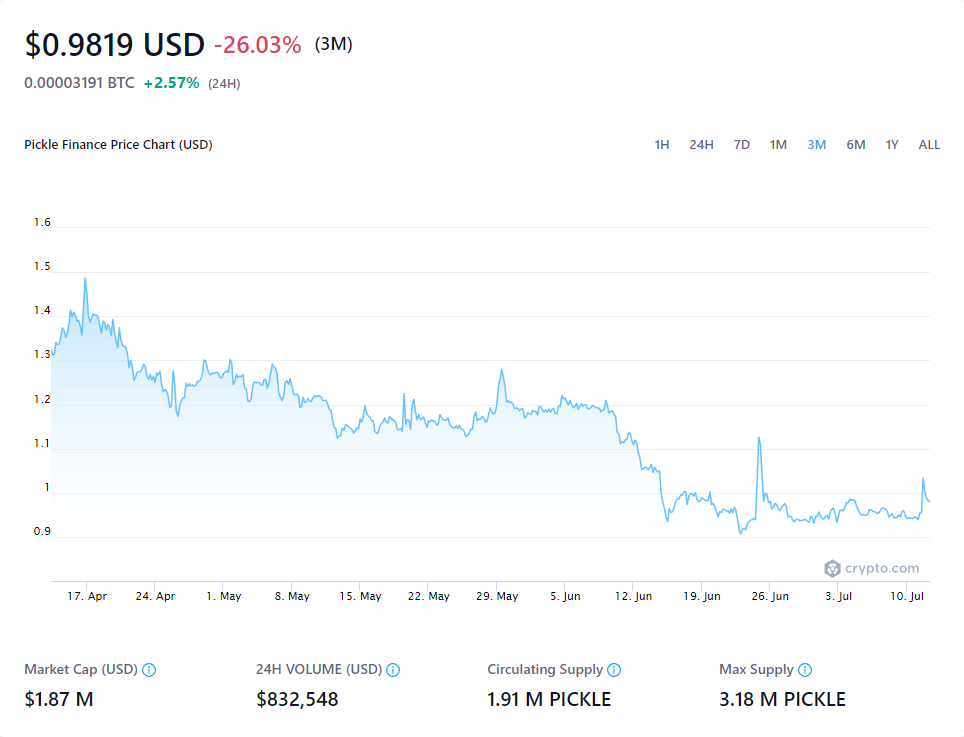 $0.9819 USD -26.03% (3M)
0.00003191 BTC +2.57% (24H)
Pickle Finance Price Chart (USD) 1H 24H 7D 1M 3M 6M 1Y ALL
1.6
1.5
1.4
1.3
1.2
1.1
1
0.9
crypto.com
17. Apr 24. Apr 1. May 8. May 15. May 22. May 29. May 5. Jun 12. Jun 19. Jun 26. Jun 3. Jul 10. Jul
Market Cap (USD) 24H VOLUME (USD) Circulating Supply Max Supply
$1.87 M $832,548 1.91 M PICKLE 3.18 M PICKLE